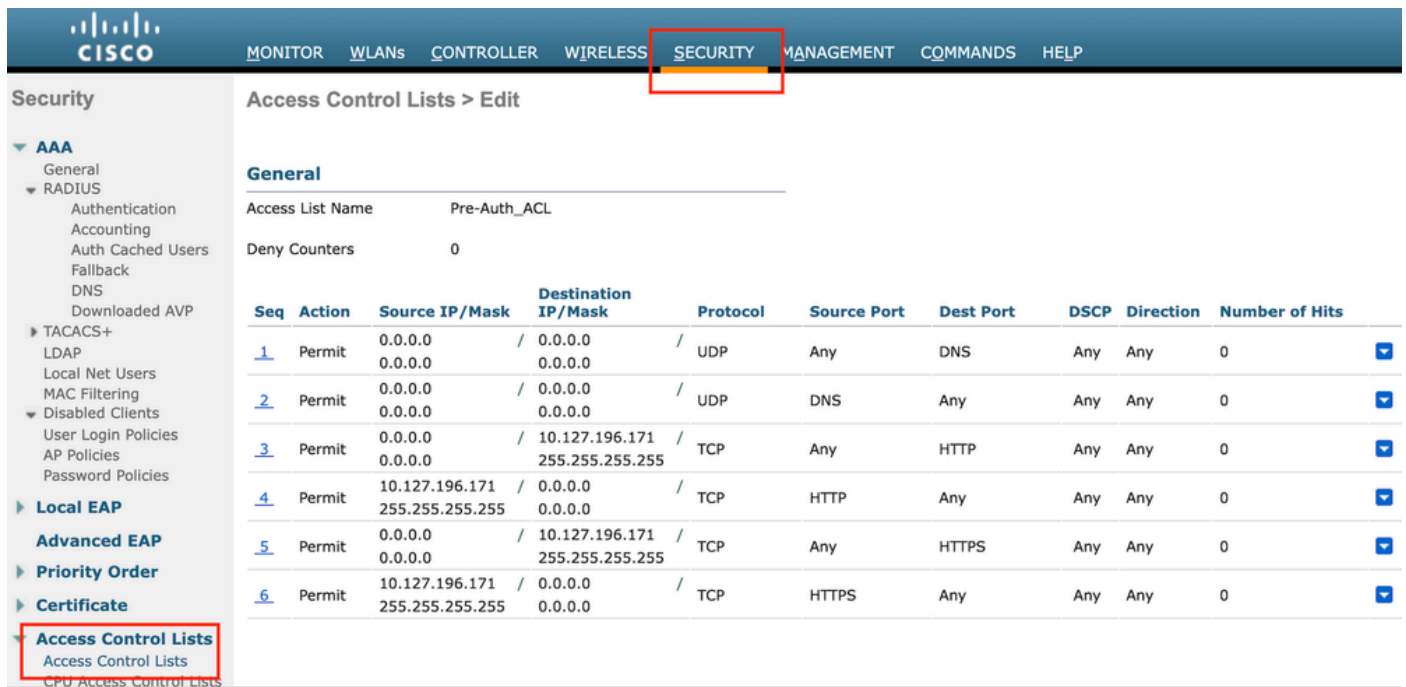 CISCO
MONITOR WLANs CONTROLLER WIRELESS SECURITY MANAGEMENT COMMANDS HELP
Security
AAA
General
RADIUS
Authentication
Accounting
Auth Cached Users
Fallback
DNS
Downloaded AVP
TACACS+
LDAP
Local Net Users
MAC Filtering
Disabled Clients
User Login Policies
AP Policies
Password Policies
Local EAP
Advanced EAP
Priority Order
Certificate
Access Control Lists
Access Control Lists
CPU Access Control Lists
Access Control Lists > Edit
General
Access List Name Pre-Auth_ACL
Deny Counters 0
Destination
Seq Action Source IP/Mask IP/Mask Protocol Source Port Dest Port DSCP Direction Number of Hits
0.0.0.0 / 0.0.0.0 /
1 Permit UDP Any DNS Any Any 0
0.0.0.0 0.0.0.0
0.0.0.0 / 0.0.0.0 /
2 Permit UDP DNS Any Any Any 0
0.0.0.0 0.0.0.0
0.0.0.0 / 10.127.196.171 /
3 Permit TCP Any HTTP Any Any 0
0.0.0.0 255.255.255.255
10.127.196.171 / 0.0.0.0 /
4 Permit TCP HTTP Any Any Any 0
255.255.255.255 0.0.0.0
0.0.0.0 / 10.127.196.171 /
5 Permit TCP Any HTTPS Any Any 0
0.0.0.0 255.255.255.255
10.127.196.171 / 0.0.0.0 /
6 Permit TCP HTTPS Any Any Any 0
255.255.255.255 0.0.0.0